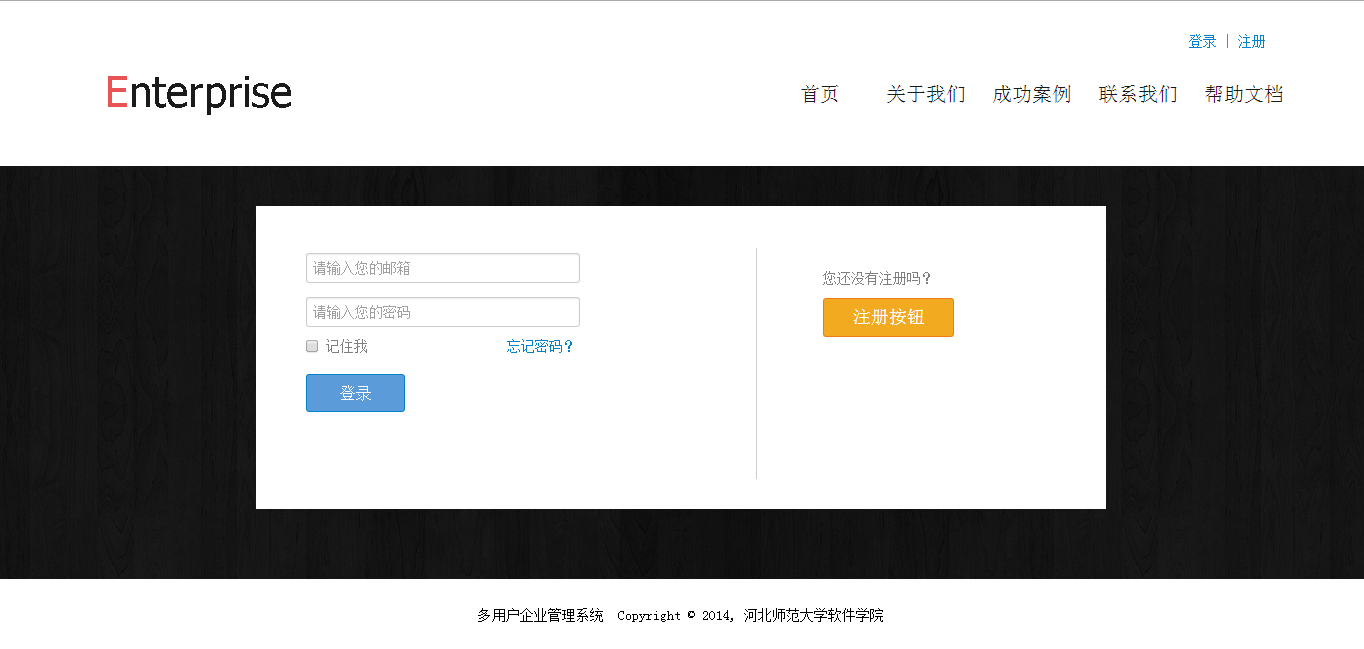 登录 | 注册
Enterprise
首页 关于我们 成功案例 联系我们 帮助文档
请输入您的邮箱
请输入您的密码
记住我 忘记密码？
登录
您还没有注册吗？
注册按钮
多用户企业管理系统 Copyright © 2014, 河北师范大学软件学院